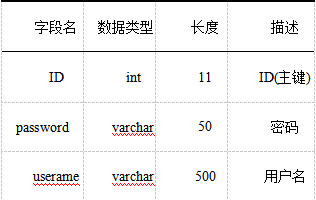 字段名 数据类型 长度 描述
ID int 11 ID(主键)
password varchar 50 密码
userame varchar 500 用户名